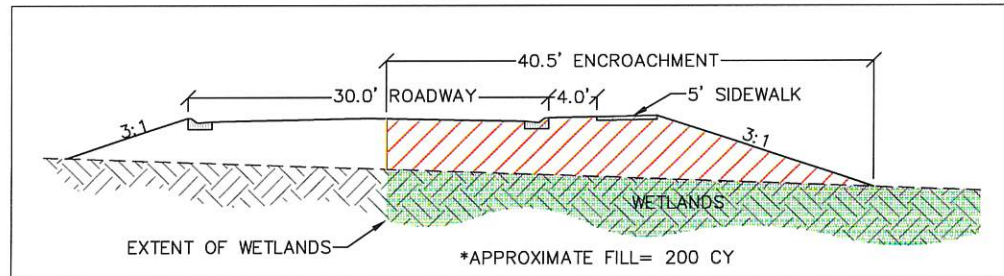 40.5' ENCROACHMENT
30.0' ROADWAY
4.0'
5' SIDEWALK
3:1
3:1
WETLANDS
EXTENT OF WETLANDS
*APPROXIMATE FILL= 200 CY